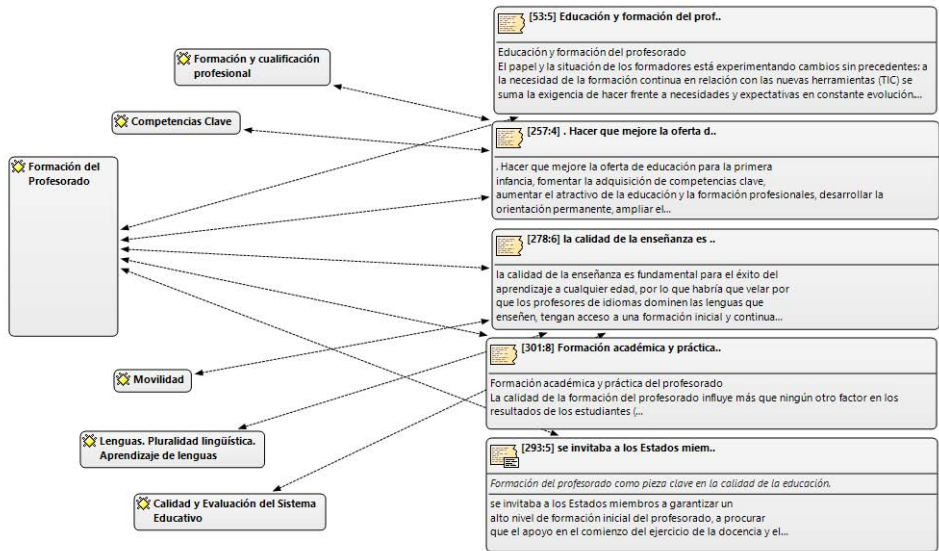 Formación y cualificación
profesional
Competencias Clave
Formación del
Profesorado
Movilidad
Lenguas. Pluralidad lingüística.
Aprendizaje de lenguas
Calidad y Evaluación del Sistema
Educativo
[53:5] Educación y formación del prof..
Educación y formación del profesorado
El papel y la situación de los formadores está experimentando cambios sin precedentes: a
la necesidad de la formación continua en relación con las nuevas herramientas (TIC) se
suma la exigencia de hacer frente a necesidades y expectativas en constante evolución....
[257:4] . Hacer que mejore la oferta d..
. Hacer que mejore la oferta de educación para la primera
infancia, fomentar la adquisición de competencias clave,
aumentar el atractivo de la educación y la formación profesionales, desarrollar la
orientación permanente, ampliar el...
[278:6] la calidad de la enseñanza es ..
la calidad de la enseñanza es fundamental para el éxito del
aprendizaje a cualquier edad, por lo que habría que velar por
que los profesores de idiomas dominen las lenguas que
enseñen, tengan acceso a una formación inicial y continua...
[301:8] Formación académica y práctica..
Formación académica y práctica del profesorado
La calidad de la formación del profesorado influye más que ningún otro factor en los
resultados de los estudiantes (...
[293:5] se invitaba a los Estados miem..
Formación del profesorado como pieza clave en la calidad de la educación.
se invitaba a los Estados miembros a garantizar un
alto nivel de formación inicial del profesorado, a procurar
que el apoyo en el comienzo del ejercicio de la docencia y el...